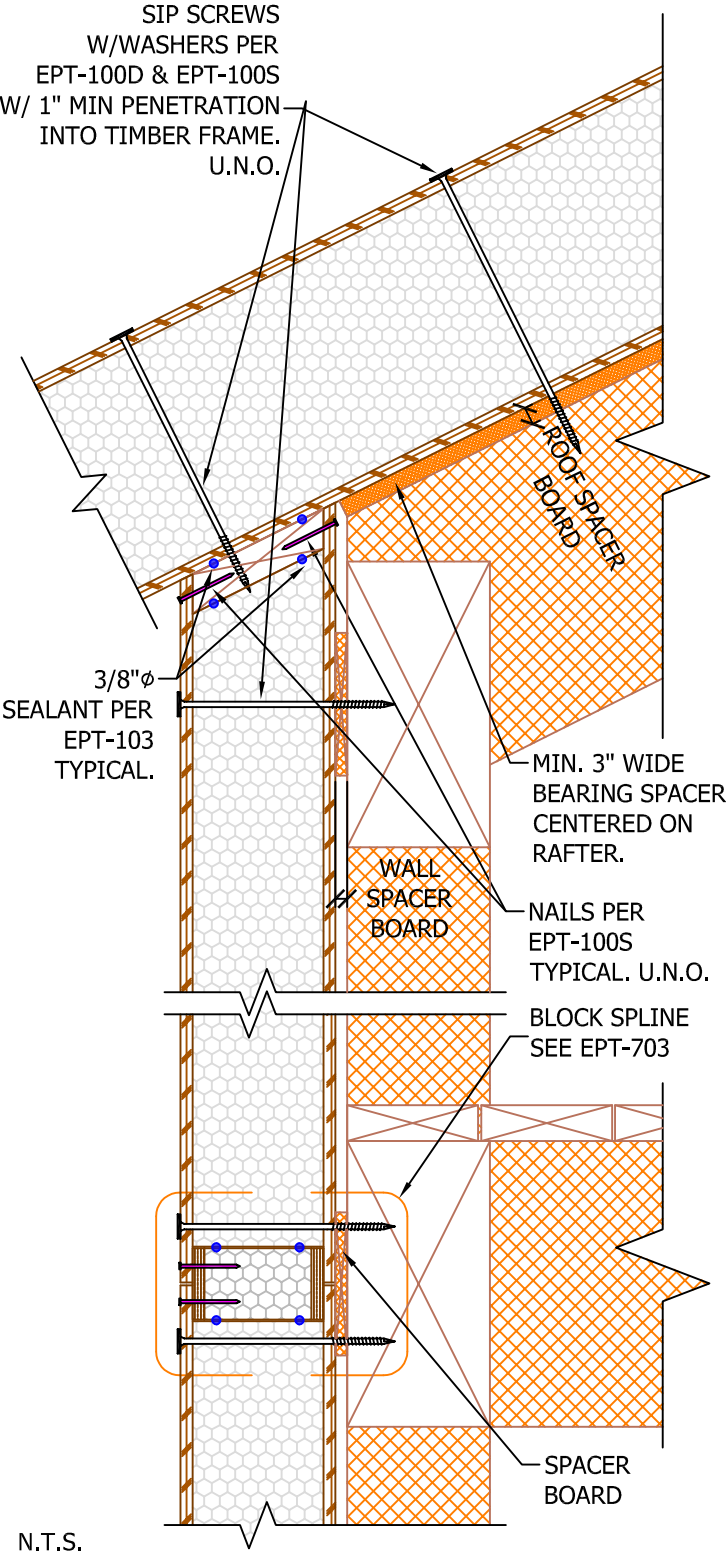 SIP SCREWS
W/WASHERS PER
EPT-100D & EPT-100S
W/ 1" MIN PENETRATION
INTO TIMBER FRAME.
U.N.O.
ROOF SPACER
BOARD
3/8"⌀
SEALANT PER
EPT-103
TYPICAL.
MIN. 3" WIDE
BEARING SPACER
CENTERED ON
RAFTER.
WALL
SPACER
BOARD
NAILS PER
EPT-100S
TYPICAL. U.N.O.
BLOCK SPLINE
SEE EPT-703
SPACER
BOARD
N.T.S.